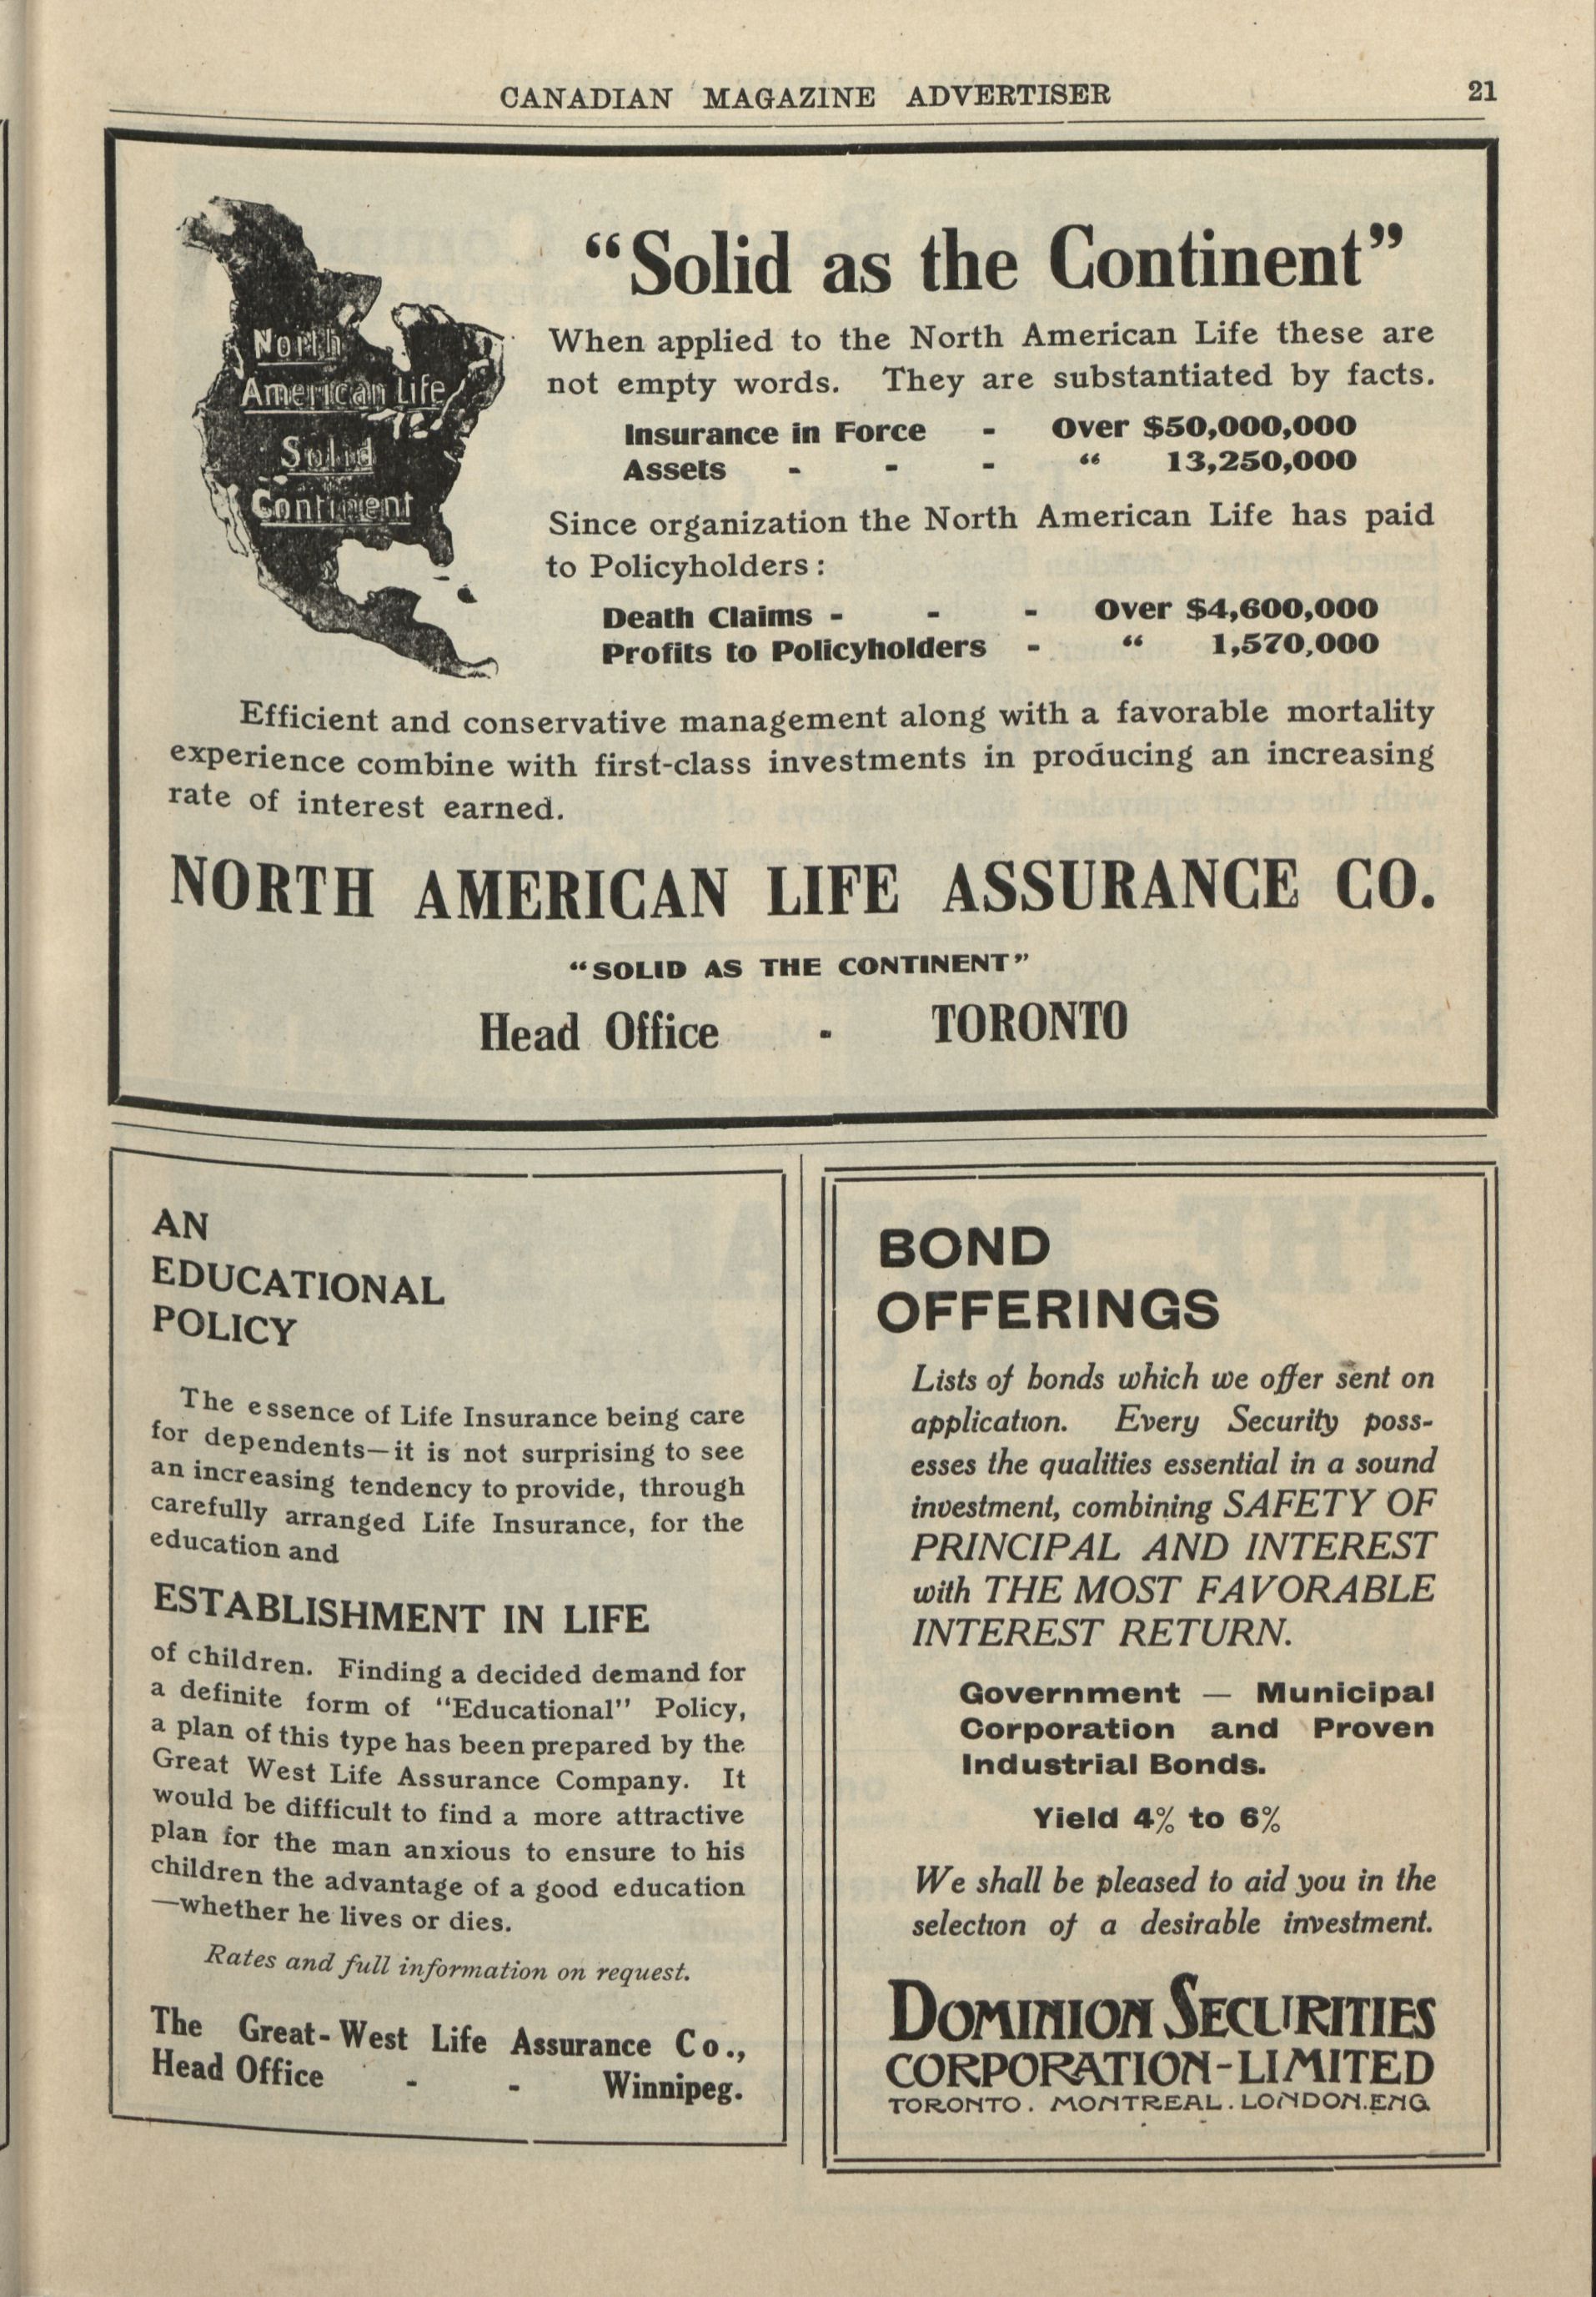 CANADIAN MAGAZINE ADVERTISER 21
North
American Life
Solid
as the
Continent
“Solid as the Continent”
When applied to the North American Life these are
not empty words. They are substantiated by facts.
Insurance in Force - Over $50,000,000
Assets - - - “ 13,250,000
Since organization the North American Life has paid
to Policyholders :
Death Claims - - - Over $4,600,000
Profits to Policyholders - “ 1,570,000
Efficient and conservative management along with a favorable mortality
experience combine with first-class investments in producing an increasing
rate of interest earned.
NORTH AMERICAN LIFE ASSURANCE CO.
“SOLID AS THE CONTINENT”
Head Office - TORONTO
AN
EDUCATIONAL
POLICY
The essence of Life Insurance being care
for dependents—it is not surprising to see
an increasing tendency to provide, through
carefully arranged Life Insurance, for the
education and
ESTABLISHMENT IN LIFE
of children. Finding a decided demand for
a definite form of "Educational" Policy,
a plan of this type has been prepared by the
Great West Life Assurance Company. It
would be difficult to find a more attractive
plan for the man anxious to ensure to his
children the advantage of a good education
—whether he lives or dies.
Rates and full information on request.
The Great-West Life Assurance Co.,
Head Office - - Winnipeg.
BOND
OFFERINGS
Lists of bonds which we offer sent on
application. Every Security poss-
esses the qualities essential in a sound
investment, combining SAFETY OF
PRINCIPAL AND INTEREST
with THE MOST FAVORABLE
INTEREST RETURN.
Government — Municipal
Corporation and Proven
Industrial Bonds.
Yield 4% to 6%
We shall be pleased to aid you in the
selection of a desirable investment.
DOMINION SECURITIES
CORPORATION-LIMITED
TORONTO. MONTREAL. LONDON.ENG